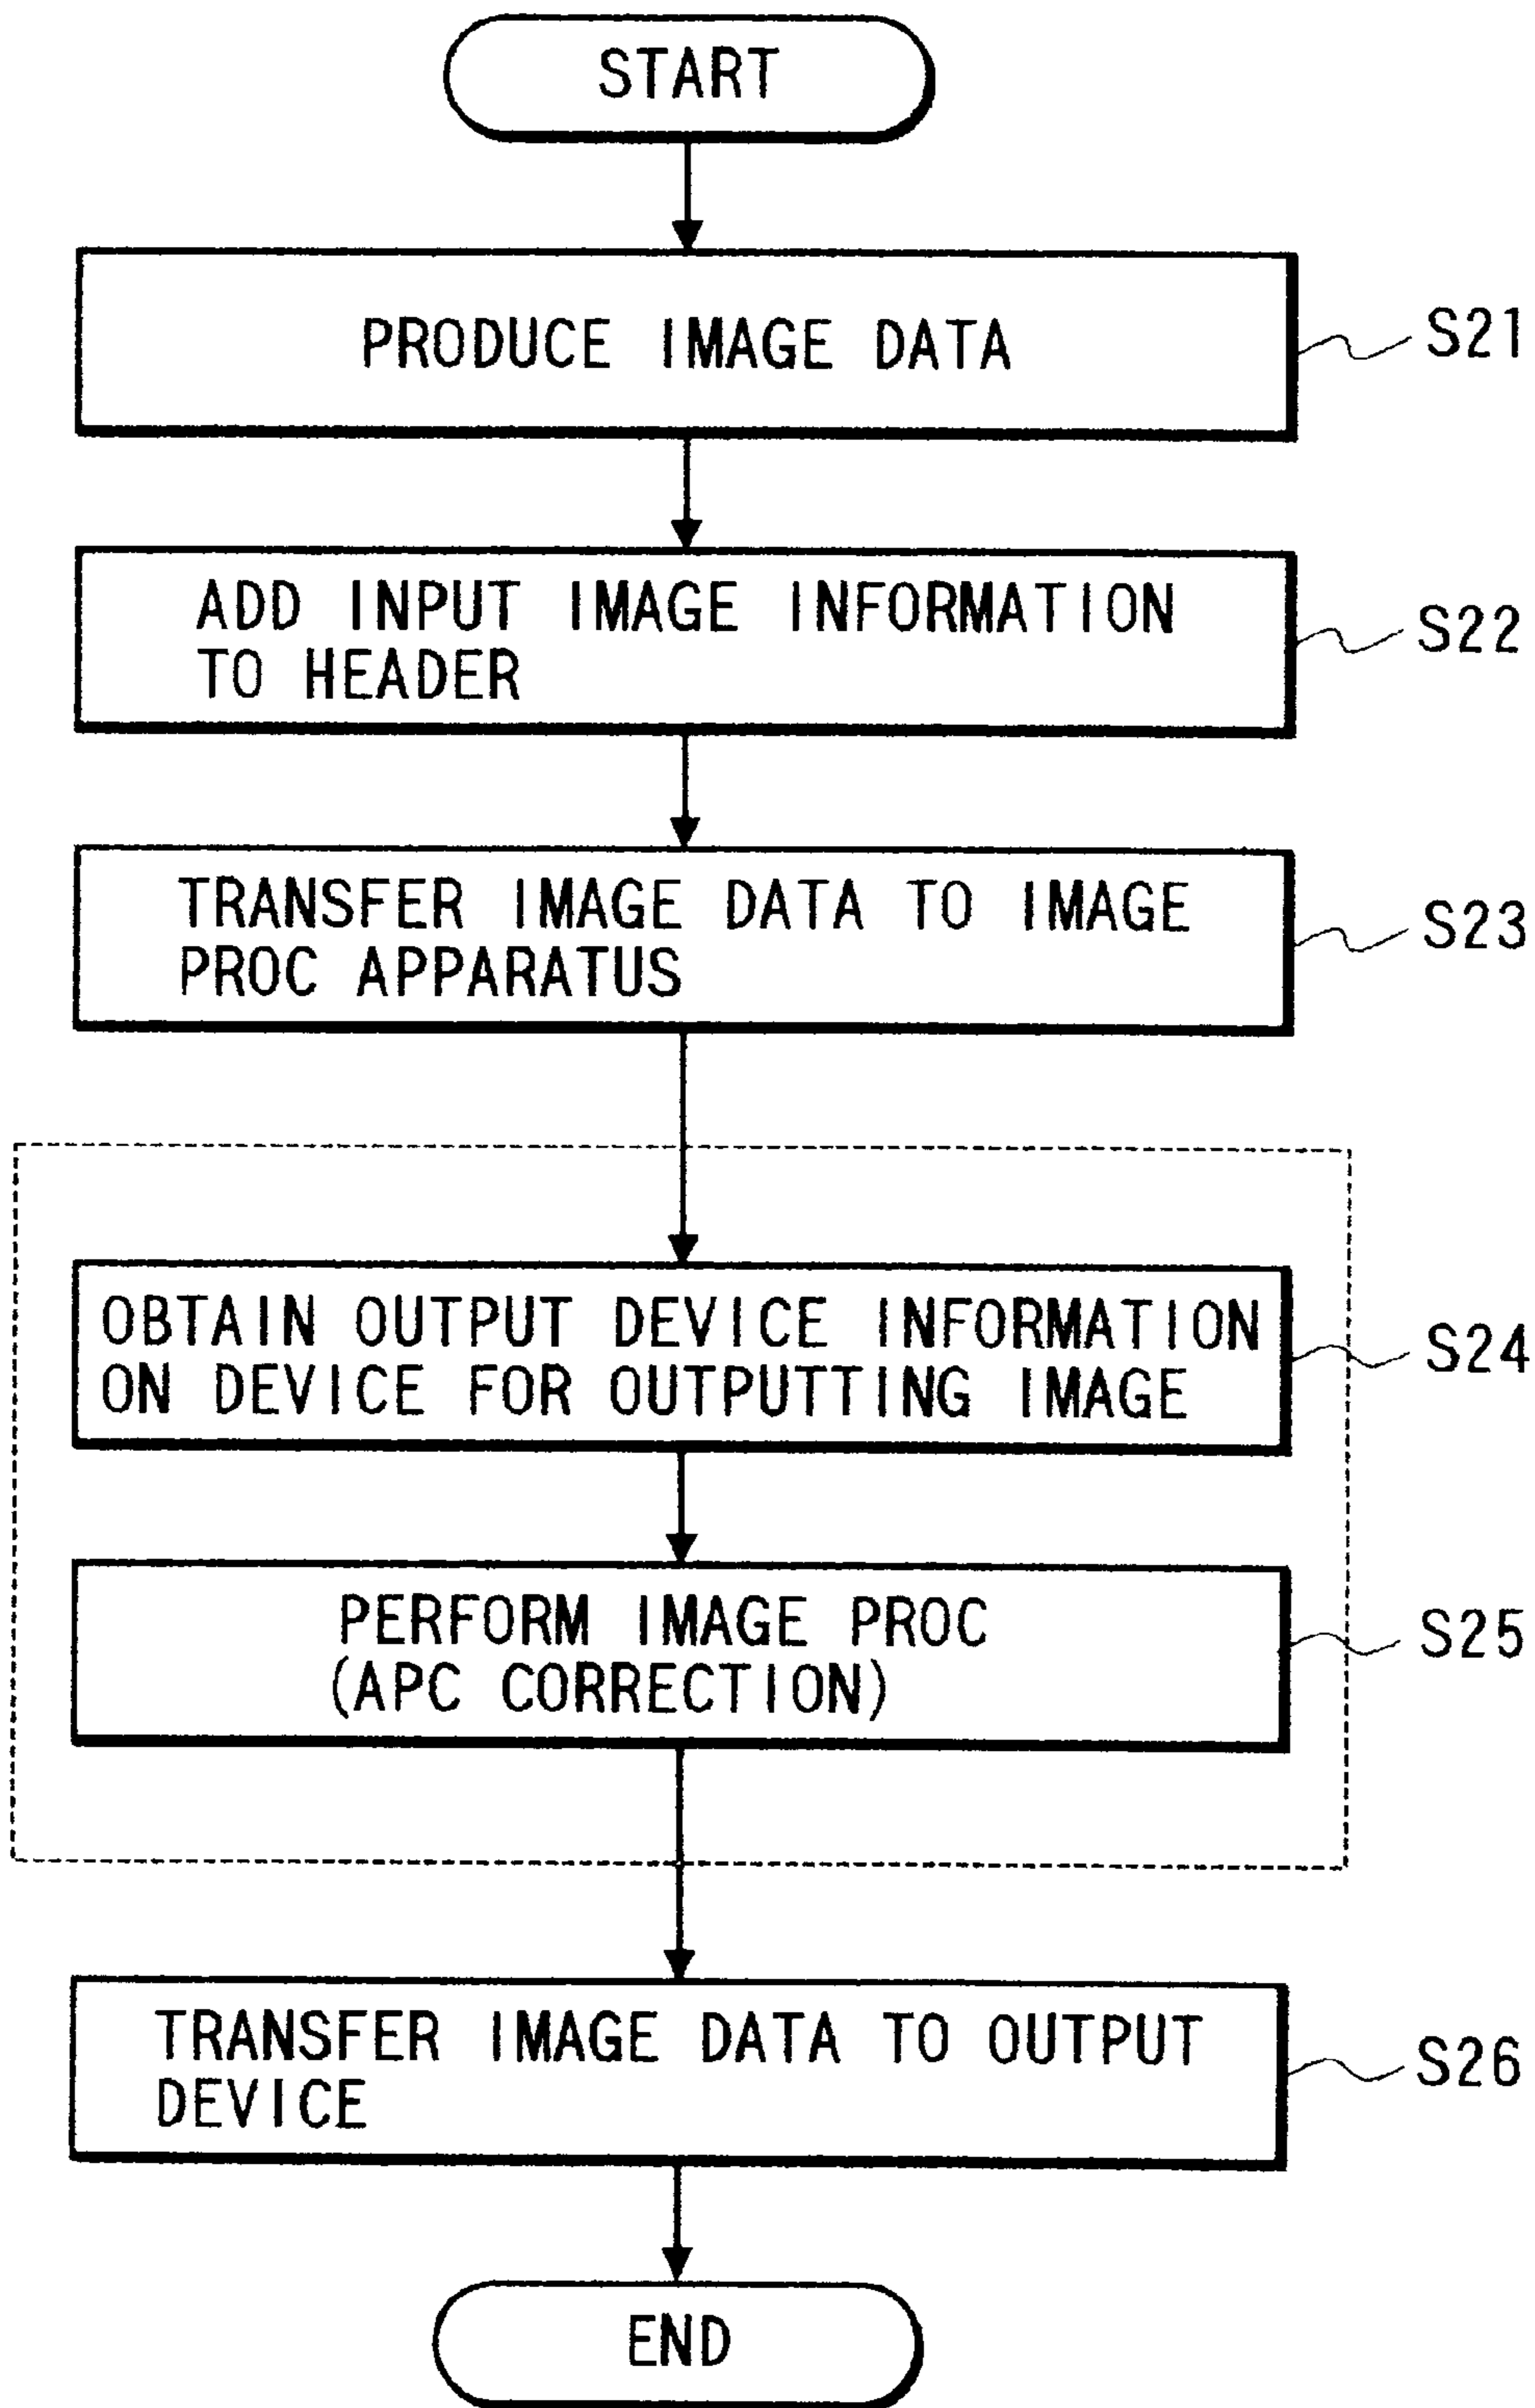 START
PRODUCE IMAGE DATA
S21
ADD INPUT IMAGE INFORMATION
TO HEADER
S22
TRANSFER IMAGE DATA TO IMAGE
PROC APPARATUS
S23
OBTAIN OUTPUT DEVICE INFORMATION
ON DEVICE FOR OUTPUTTING IMAGE
S24
PERFORM IMAGE PROC
(APC CORRECTION)
S25
TRANSFER IMAGE DATA TO OUTPUT
DEVICE
S26
END